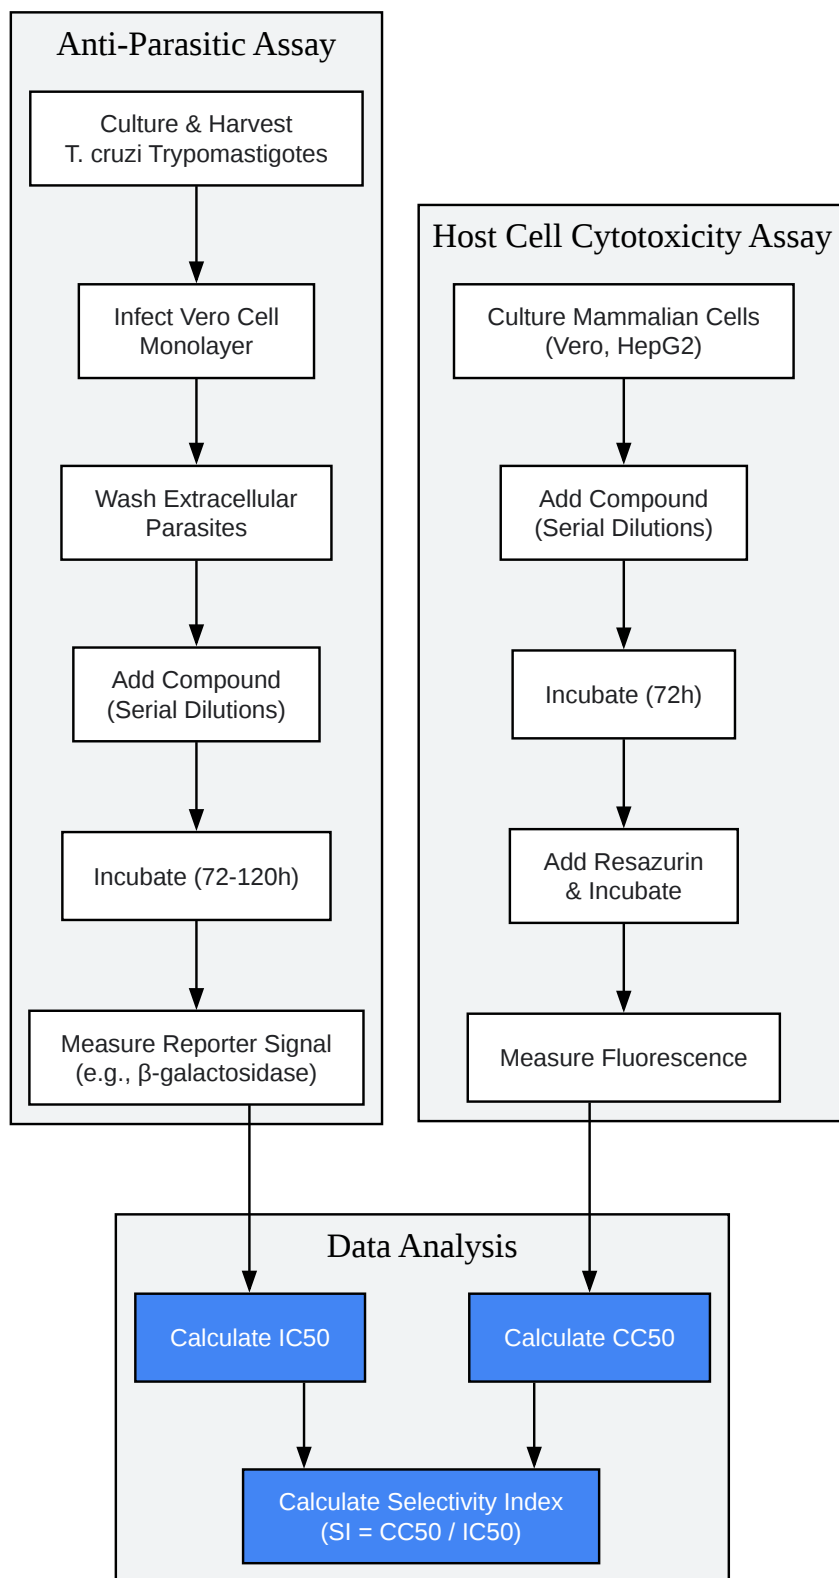 Anti-Parasitic Assay
Culture & Harvest
T. cruzi Trypomastigotes
Infect Vero Cell
Monolayer
Wash Extracellular
Parasites
Add Compound
(Serial Dilutions)
Incubate (72-120h)
Measure Reporter Signal
(e.g., β-galactosidase)
Host Cell Cytotoxicity Assay
Culture Mammalian Cells
(Vero, HepG2)
Add Compound
(Serial Dilutions)
Incubate (72h)
Add Resazurin
& Incubate
Measure Fluorescence
Data Analysis
Calculate IC50
Calculate CC50
Calculate Selectivity Index
(SI = CC50 / IC50)